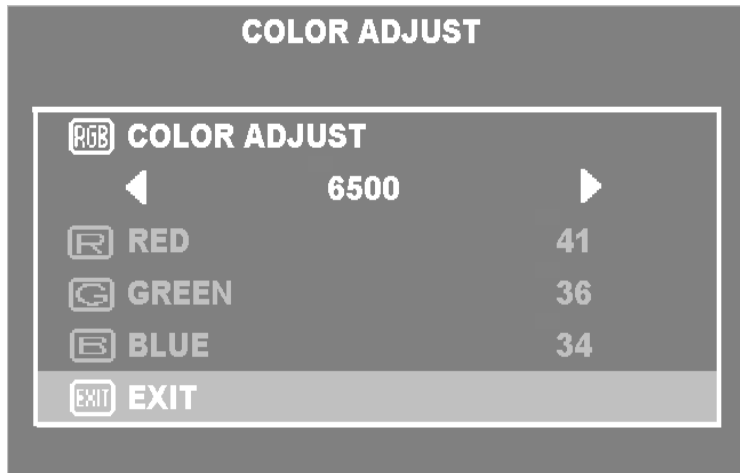 COLOR ADJUST
RGB COLOR ADJUST
6500
R RED 41
G GREEN 36
B BLUE 34
EXIT EXIT